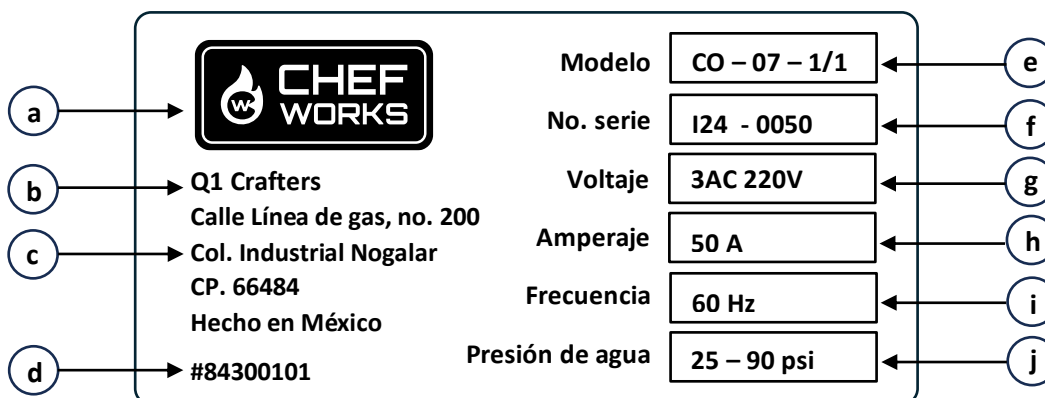 a
CHEF
WORKS
b
Q1 Crafters
Calle Línea de gas, no. 200
c
Col. Industrial Nogalar
CP. 66484
Hecho en México
d
#84300101
Modelo CO – 07 – 1/1 e
No. serie I24 - 0050 f
Voltaje 3AC 220V g
Amperaje 50 A h
Frecuencia 60 Hz i
Presión de agua 25 – 90 psi j